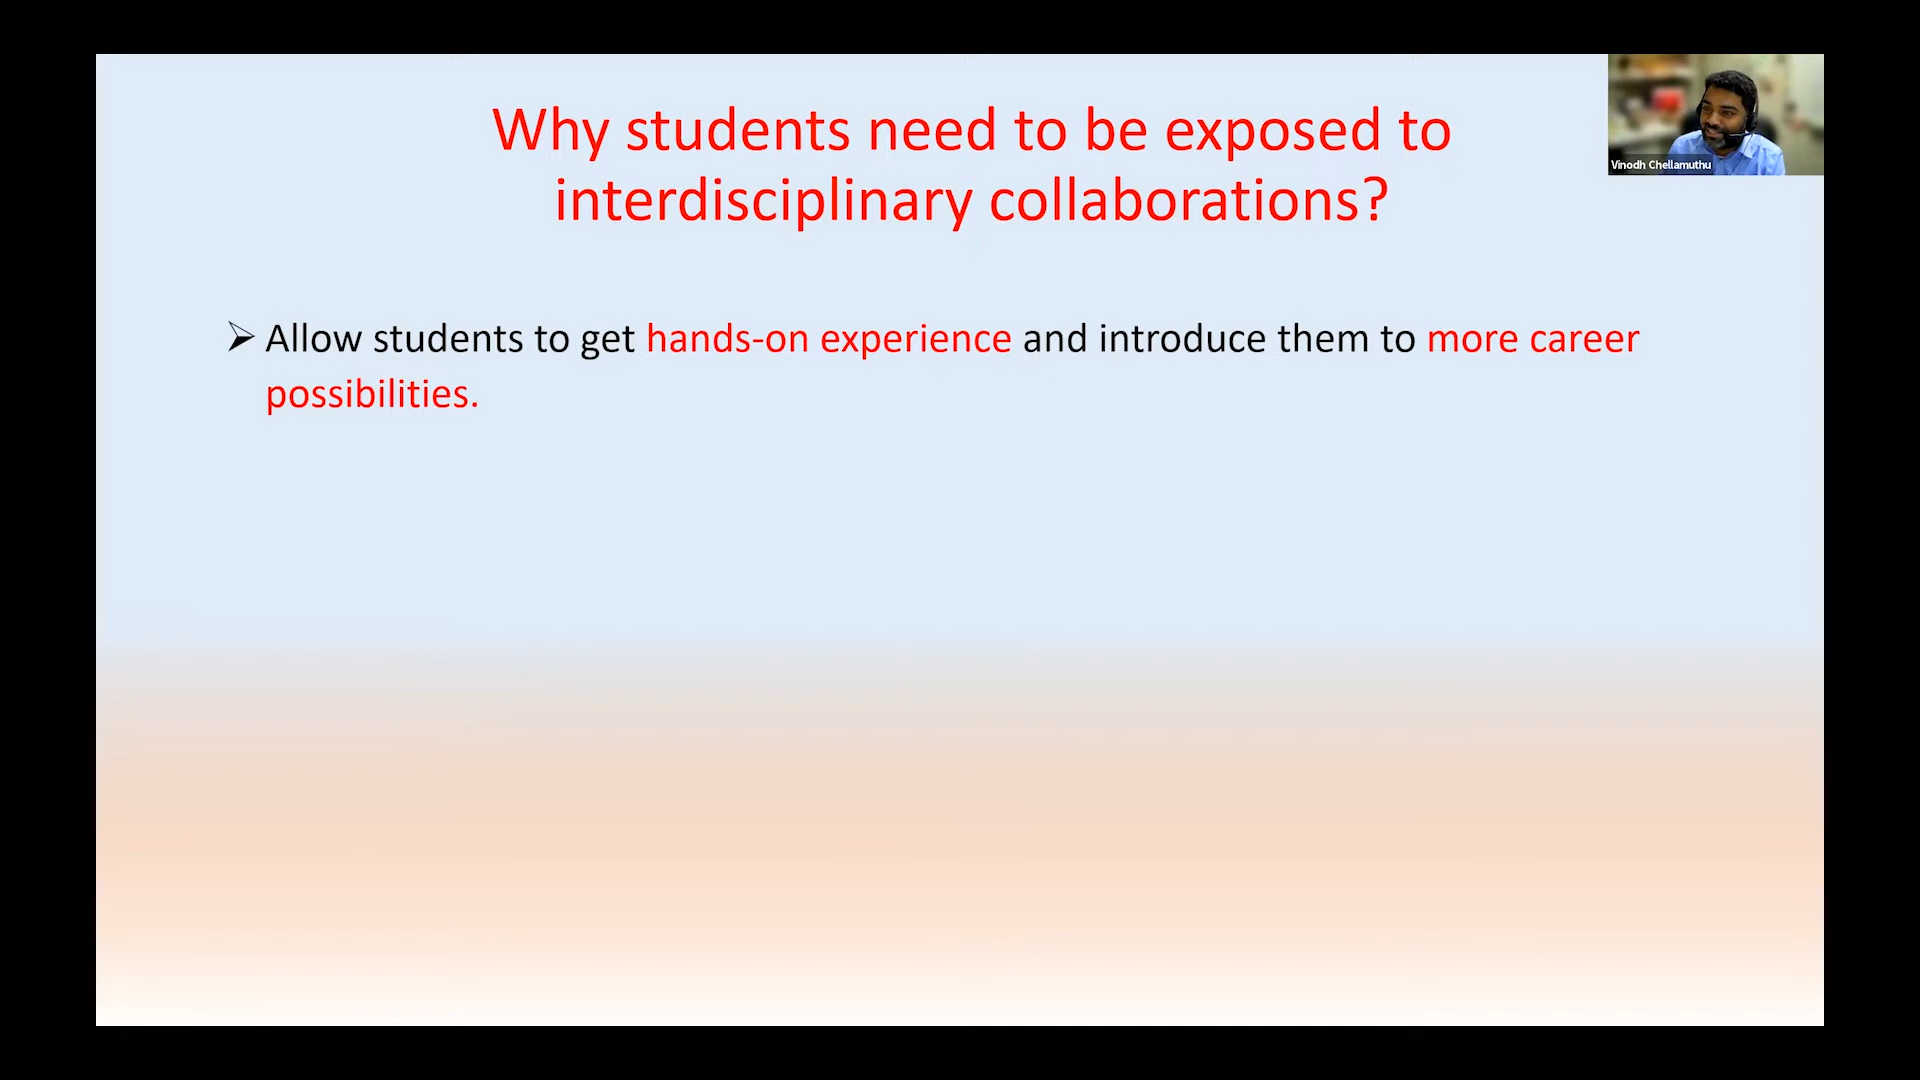 Why students need to be exposed to
interdisciplinary collaborations?
Vinodh Chellamuthu
➢ Allow students to get hands-on experience and introduce them to more career
possibilities.